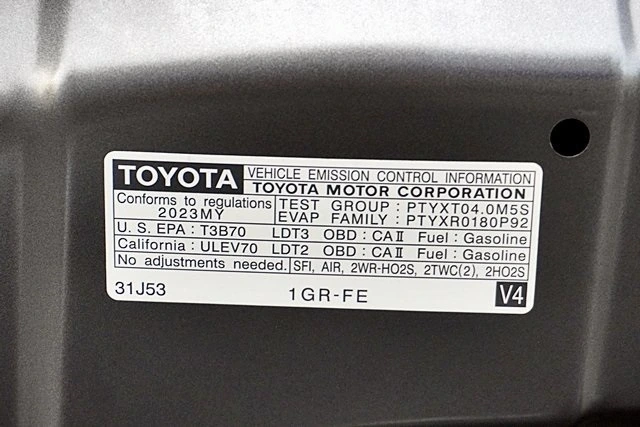 TOYOTA VEHICLE EMISSION CONTROL INFORMATION
TOYOTA MOTOR CORPORATION
Conforms to regulations TEST GROUP : PTYXT04.0M5S
2023MY EVAP FAMILY : PTYXR0180P92
U. S. EPA : T3B70 LDT3 OBD : CAⅡ Fuel : Gasoline
California : ULEV70 LDT2 OBD : CAⅡ Fuel : Gasoline
No adjustments needed. SFI, AIR, 2WR-HO2S, 2TWC(2), 2HO2S
31J53 1GR-FE V4